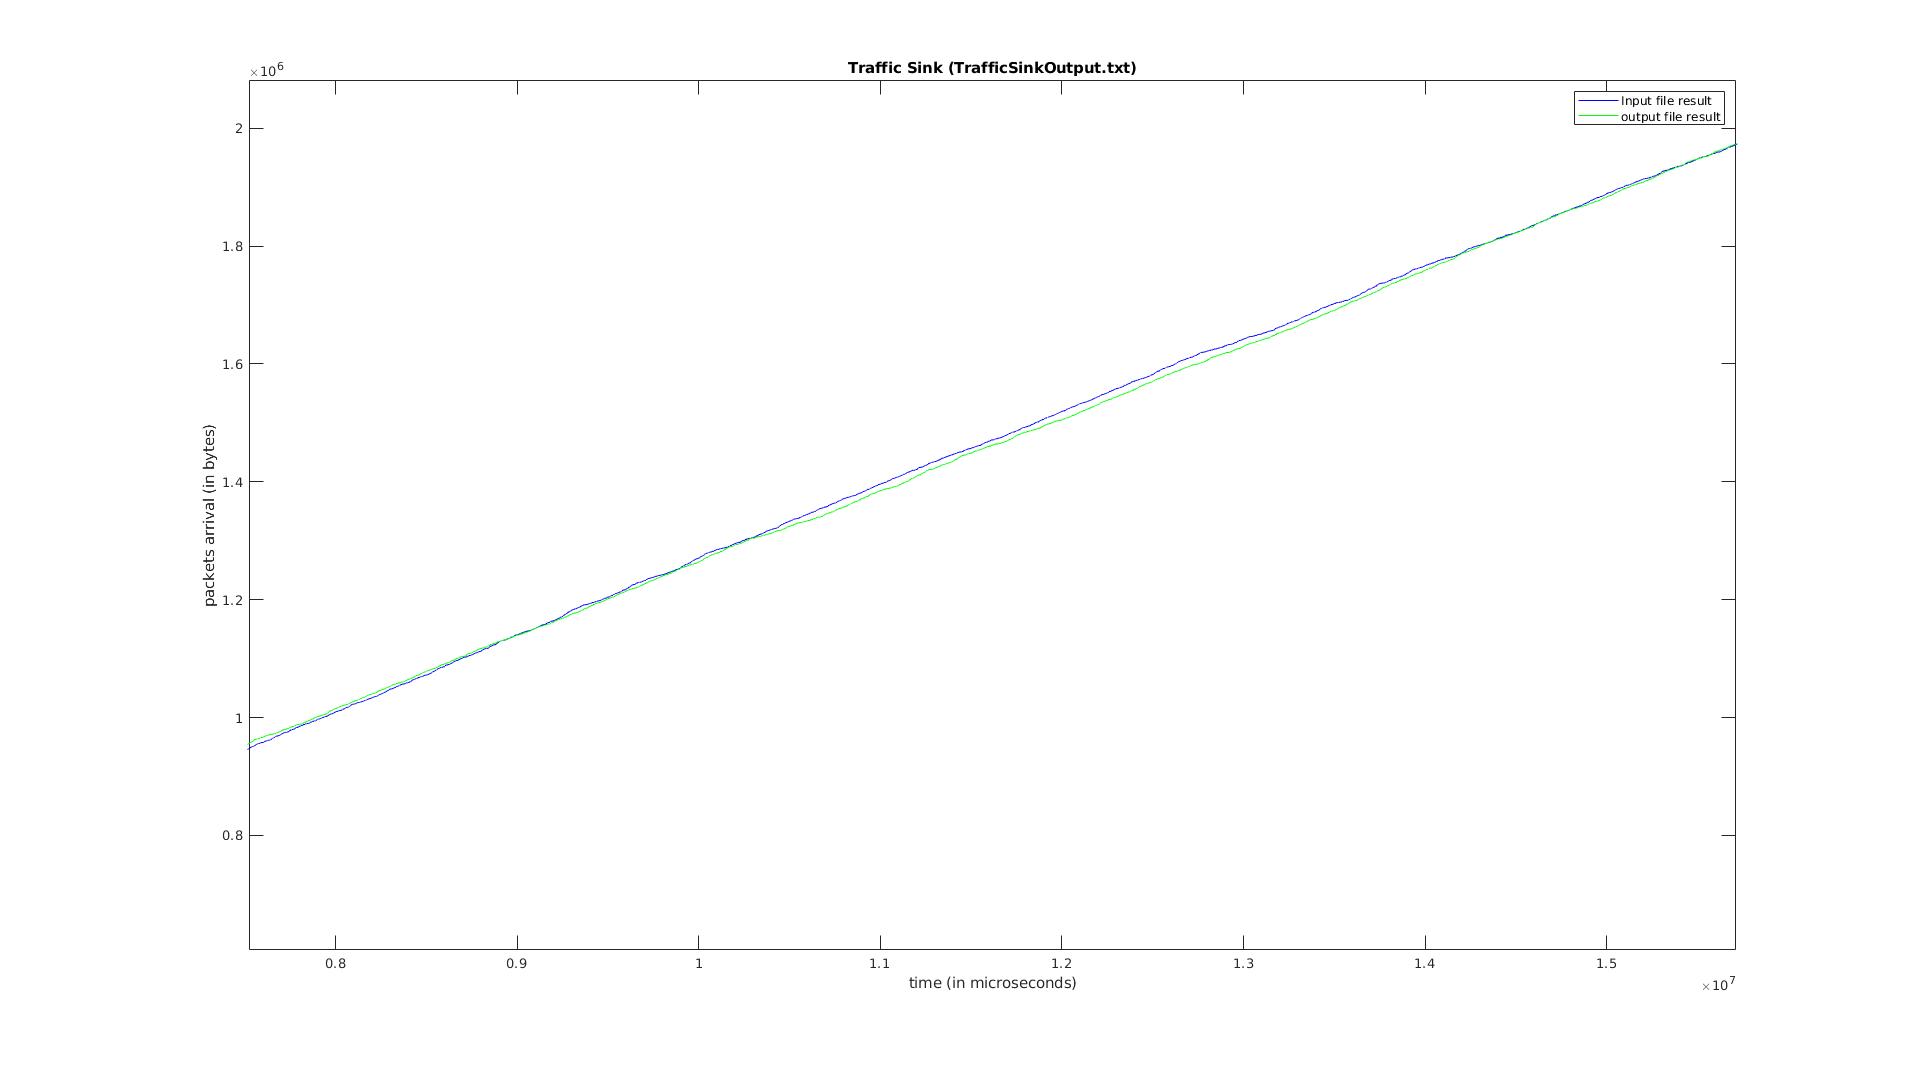 Traffic Sink (TrafficSinkOutput.txt)
×10^6
Input file result
output file result
2
1.8
1.6
1.4
1.2
1
0.8
packets arrival (in bytes)
0.8 0.9 1 1.1 1.2 1.3 1.4 1.5
time (in microseconds)
×10^7